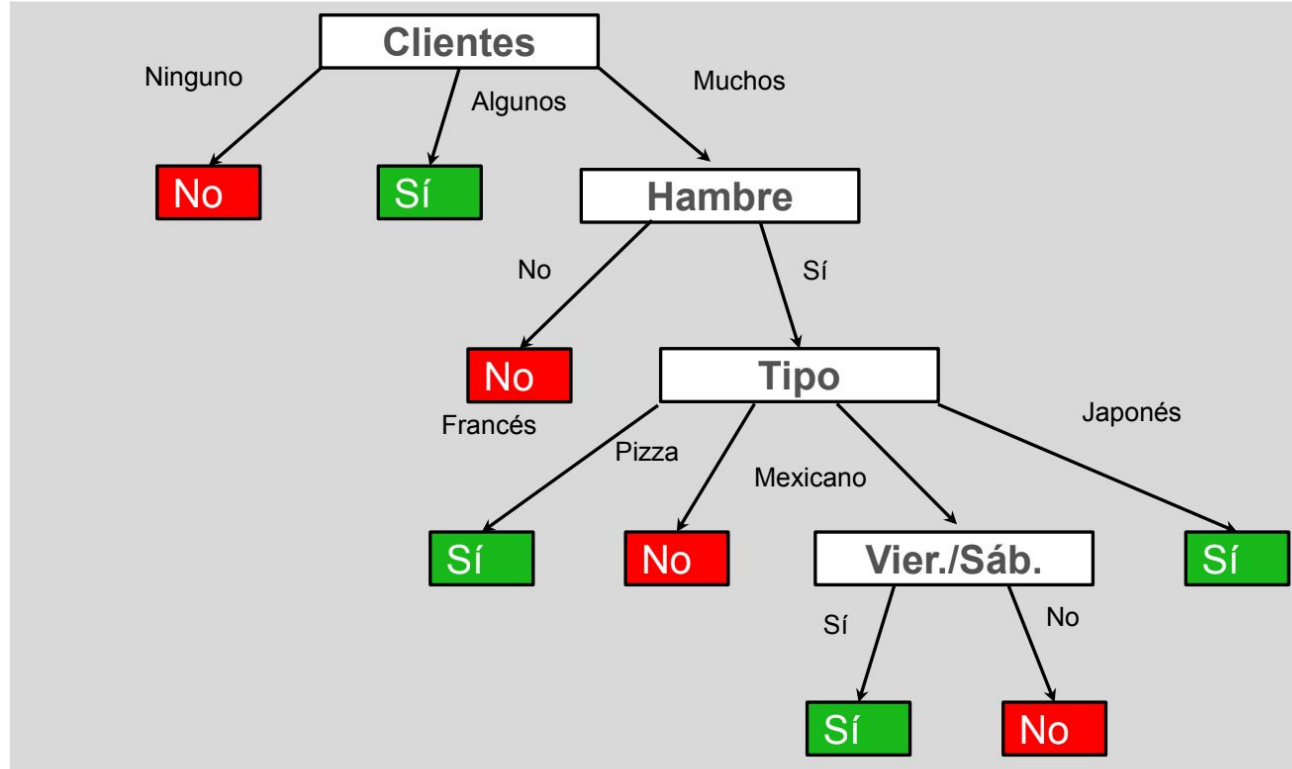 Clientes
Ninguno
Algunos
Muchos
No
Sí
Hambre
No
Sí
No
Tipo
Francés
Pizza
Mexicano
Japonés
Sí
No
Vier./Sáb.
Sí
Sí
No
Sí
No